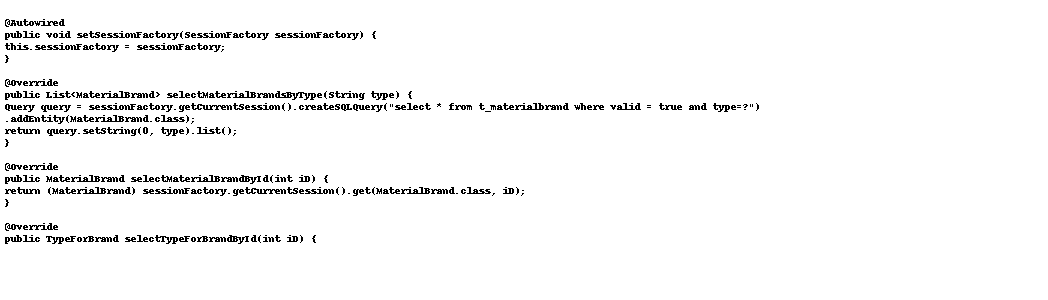 @Autowired
public void setSessionFactory(SessionFactory sessionFactory) {
this.sessionFactory = sessionFactory;
}
@Override
public List<MaterialBrand> selectMaterialBrandsByType(String type) {
Query query = sessionFactory.getCurrentSession().createSQLQuery("select * from t_materialbrand where valid = true and type=?")
.addEntity(MaterialBrand.class);
return query.setString(0, type).list();
}
@Override
public MaterialBrand selectMaterialBrandById(int iD) {
return (MaterialBrand) sessionFactory.getCurrentSession().get(MaterialBrand.class, iD);
}
@Override
public TypeForBrand selectTypeForBrandById(int iD) {